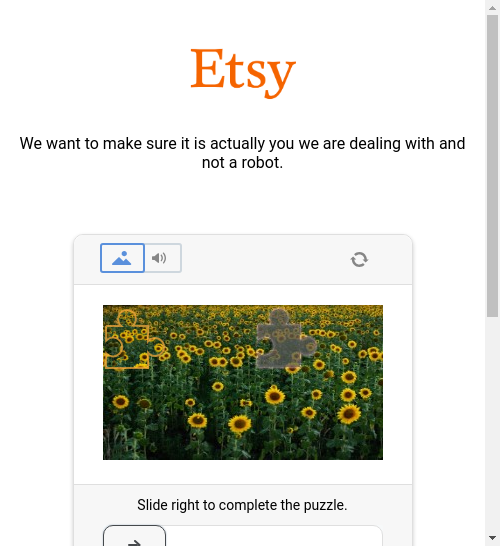 Etsy
We want to make sure it is actually you we are dealing with and
not a robot.
Slide right to complete the puzzle.